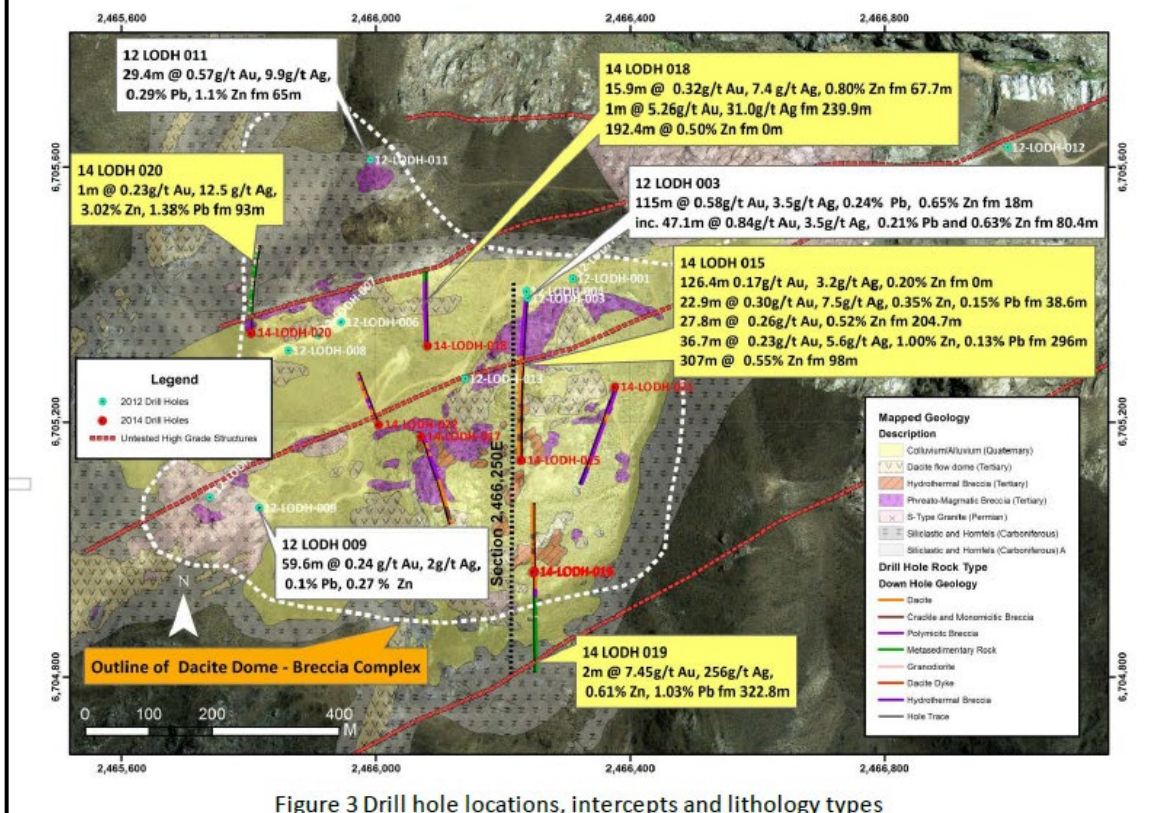 2,465,600
2,466,000
2,466,400
2,466,800
12 LODH 011
29.4m @ 0.57g/t Au, 9.9g/t Ag,
0.29% Pb, 1.1% Zn fm 65m
14 LODH 018
15.9m @ 0.32g/t Au, 7.4 g/t Ag, 0.80% Zn fm 67.7m
1m @ 5.26g/t Au, 31.0g/t Ag fm 239.9m
192.4m @ 0.50% Zn fm 0m
6,705,600
12-LODH-011
12-LODH-012
6,705,600
14 LODH 020
1m @ 0.23g/t Au, 12.5 g/t Ag,
3.02% Zn, 1.38% Pb fm 93m
12 LODH 003
115m @ 0.58g/t Au, 3.5g/t Ag, 0.24% Pb, 0.65% Zn fm 18m
inc. 47.1m @ 0.84g/t Au, 3.5g/t Ag, 0.21% Pb and 0.63% Zn fm 80.4m
14 LODH 015
126.4m 0.17g/t Au, 3.2g/t Ag, 0.20% Zn fm 0m
22.9m @ 0.30g/t Au, 7.5g/t Ag, 0.35% Zn, 0.15% Pb fm 38.6m
27.8m @ 0.26g/t Au, 0.52% Zn fm 204.7m
36.7m @ 0.23g/t Au, 5.6g/t Ag, 1.00% Zn, 0.13% Pb fm 296m
307m @ 0.55% Zn fm 98m
12-LODH-001
12-LODH-003
12-LODH-006
14-LODH-020
14-LODH-018
12-LODH-008
12-LODH-013
Legend
2012 Drill Holes
2014 Drill Holes
Untested High Grade Structures
6,705,200
14-LODH-017
14-LODH-015
6,705,200
Section 2,466,250E
12-LODH-009
12 LODH 009
59.6m @ 0.24 g/t Au, 2g/t Ag,
0.1% Pb, 0.27 % Zn
Mapped Geology
Description
Colluvium/Alluvium (Quaternary)
Dacite flow dome (Tertiary)
Hydrothermal Breccia (Tertiary)
Phreato-Magmatic Breccia (Tertiary)
S-Type Granite (Permian)
Siliclastic and Hornfels (Carboniferous)
Siliclastic and Hornfels (Carboniferous) A
Drill Hole Rock Type
Down Hole Geology
Dacite
Crackle and Monomictic Breccia
Polymictic Breccia
Metasedimentary Rock
Granodiorite
Dacite Dyke
Hydrothermal Breccia
Hole Trace
N
Outline of Dacite Dome - Breccia Complex
14 LODH 019
2m @ 7.45g/t Au, 256g/t Ag,
0.61% Zn, 1.03% Pb fm 322.8m
6,704,800
6,704,800
0 100 200 400
M
2,465,600
2,466,000
2,466,400
2,466,800
Figure 3 Drill hole locations, intercepts and lithology types